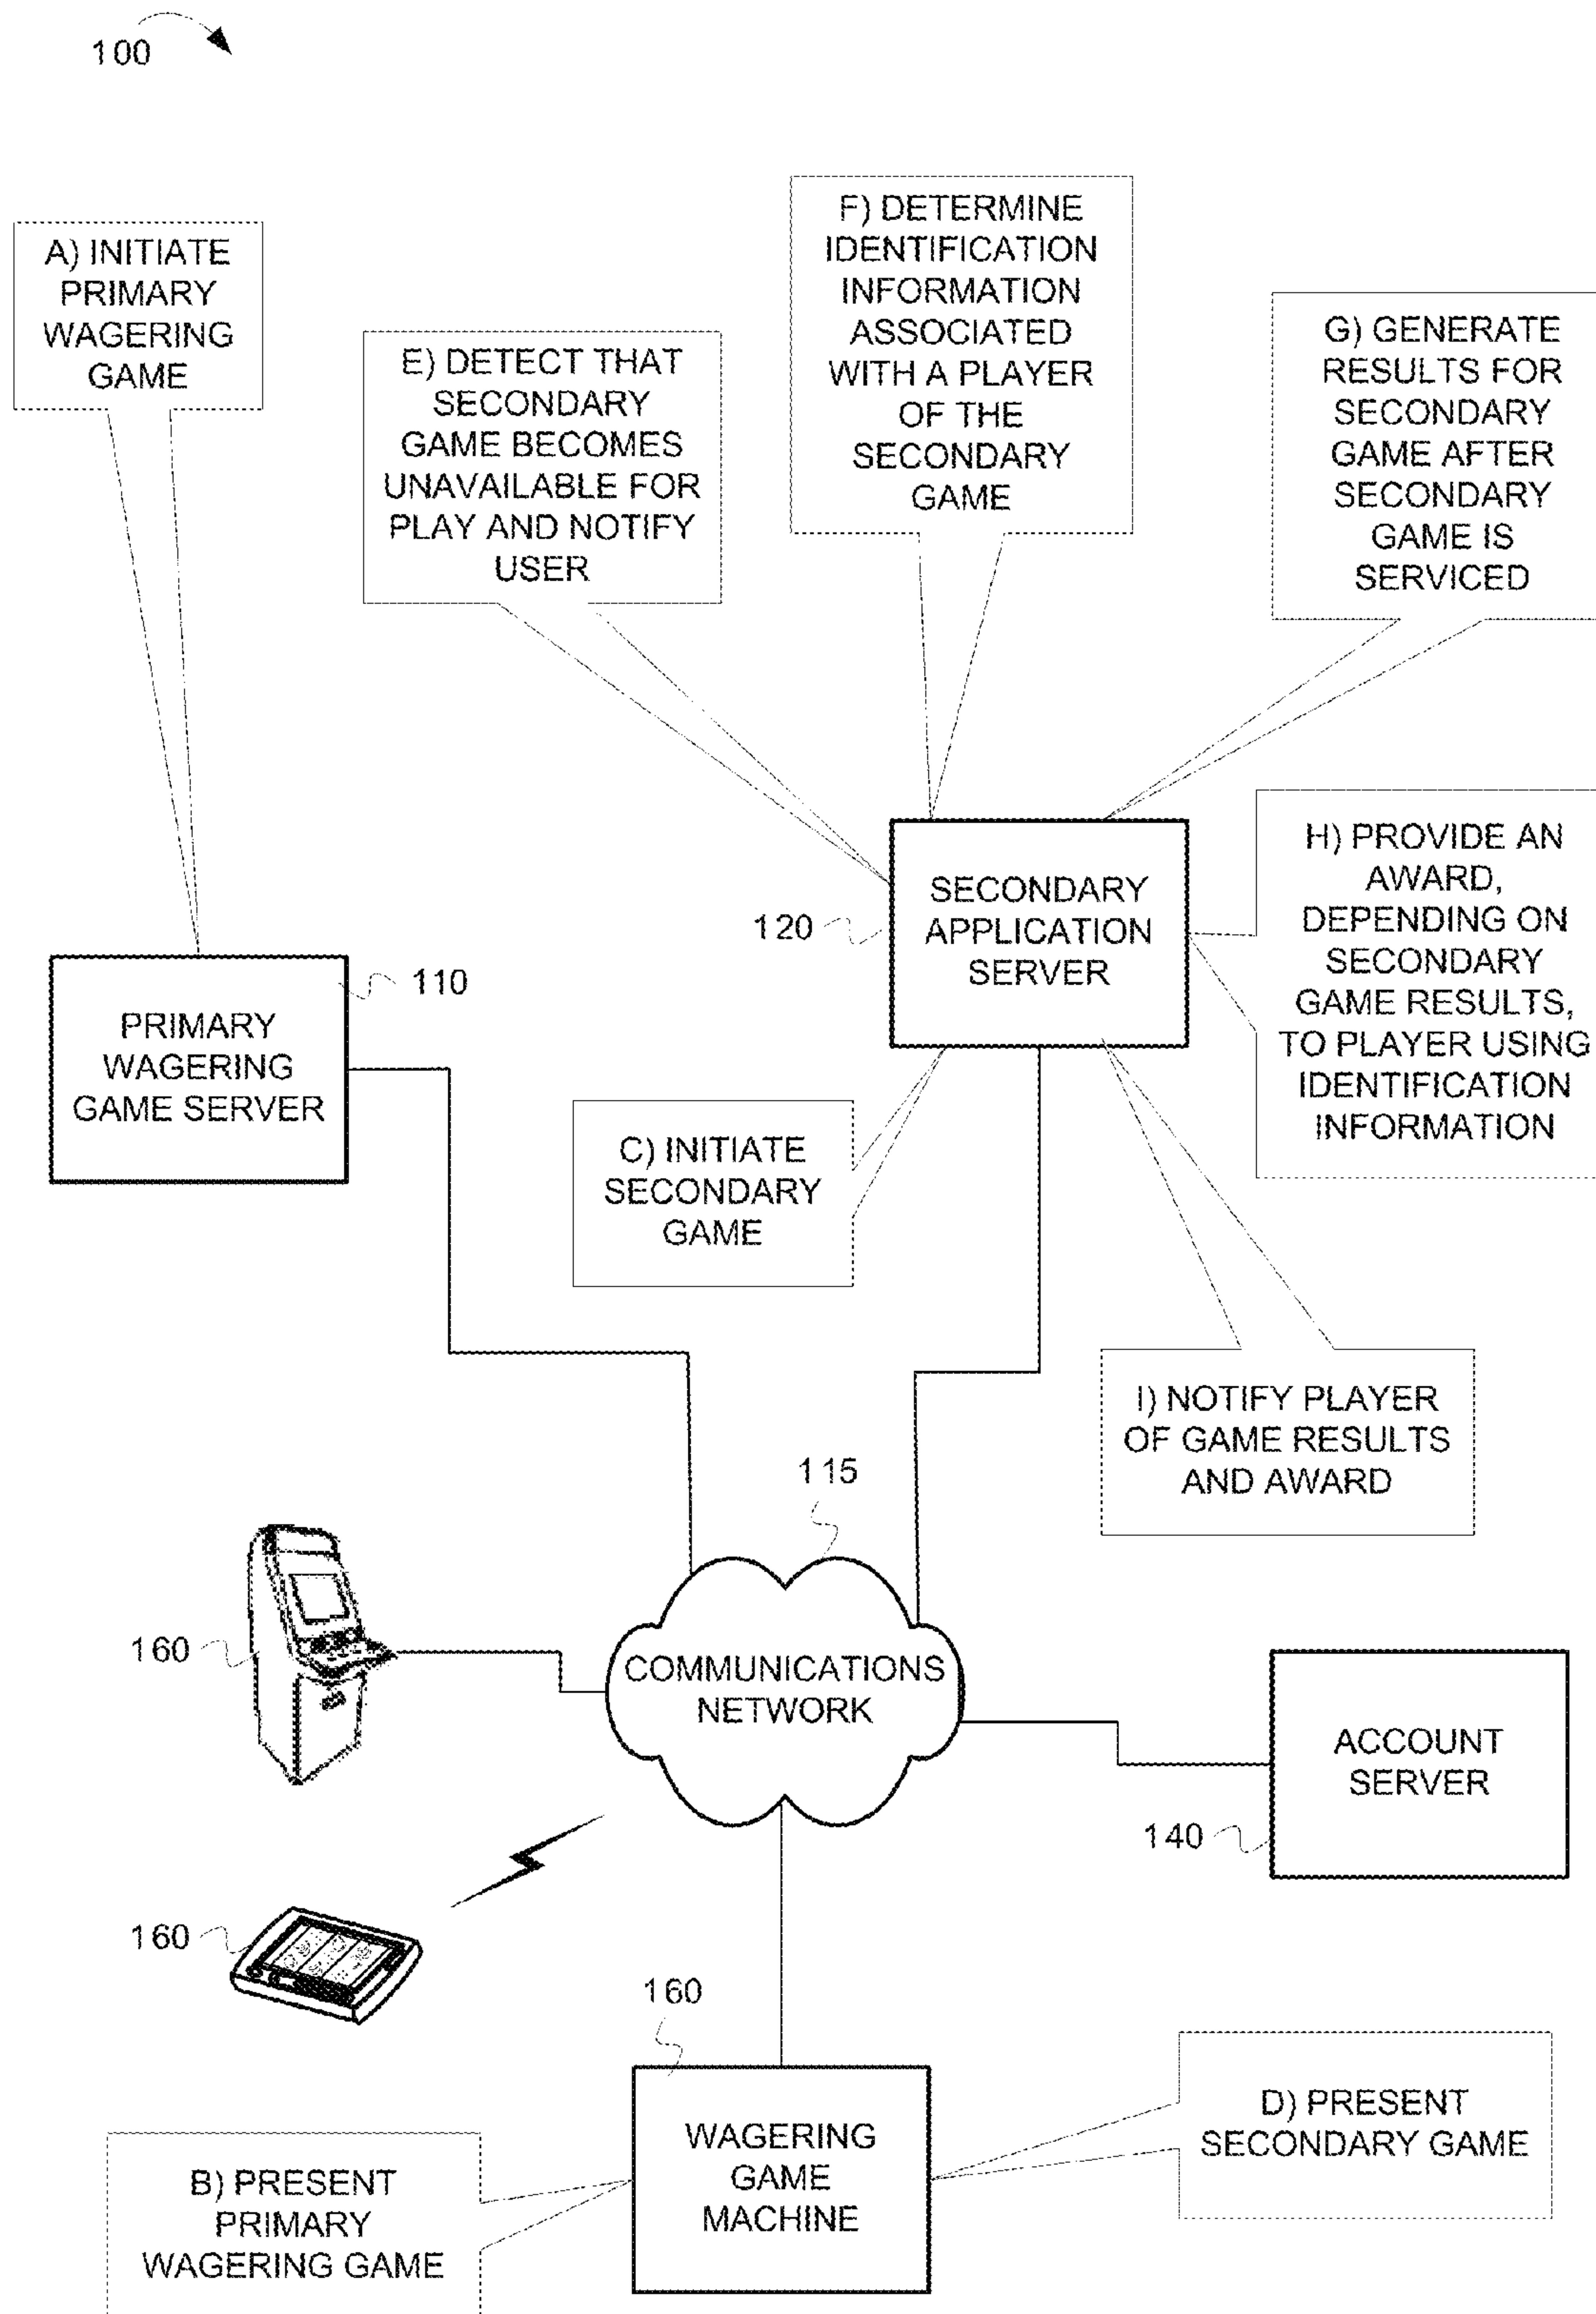 100
A) INITIATE
PRIMARY
WAGERING
GAME
E) DETECT THAT
SECONDARY
GAME BECOMES
UNAVAILABLE FOR
PLAY AND NOTIFY
USER
F) DETERMINE
IDENTIFICATION
INFORMATION
ASSOCIATED
WITH A PLAYER
OF THE
SECONDARY
GAME
G) GENERATE
RESULTS FOR
SECONDARY
GAME AFTER
SECONDARY
GAME IS
SERVICED
H) PROVIDE AN
AWARD,
DEPENDING ON
SECONDARY
GAME RESULTS,
TO PLAYER USING
IDENTIFICATION
INFORMATION
120
SECONDARY
APPLICATION
SERVER
110
PRIMARY
WAGERING
GAME SERVER
C) INITIATE
SECONDARY
GAME
I) NOTIFY PLAYER
OF GAME RESULTS
AND AWARD
115
COMMUNICATIONS
NETWORK
160
ACCOUNT
SERVER
140
160
160
WAGERING
GAME
MACHINE
B) PRESENT
PRIMARY
WAGERING GAME
D) PRESENT
SECONDARY GAME